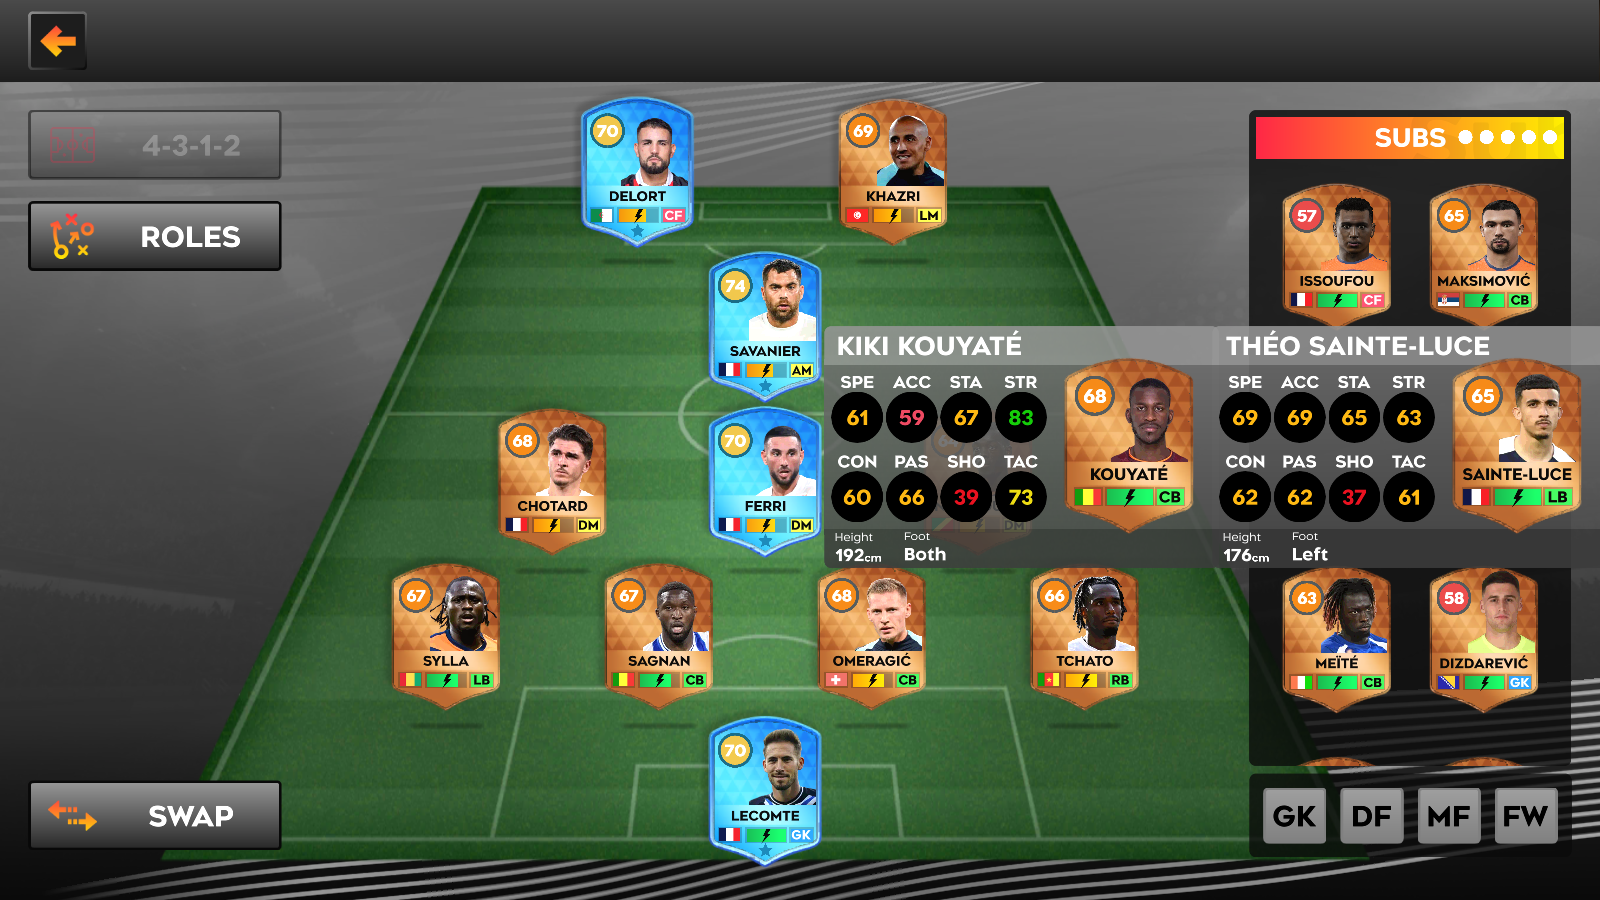 4-3-1-2
ROLES
SWAP
70
DELORT
CF
69
KHAZRI
LM
74
SAVANIER
AM
68
CHOTARD
DM
70
FERRI
DM
DM
67
SYLLA
LB
67
SAGNAN
CB
68
OMERAGIĆ
CB
66
TCHATO
RB
70
LECOMTE
GK
SUBS
57
ISSOUFOU
CF
65
MAKSIMOVIĆ
CB
KIKI KOUYATÉ
SPE ACC STA STR
61 59 67 83
CON PAS SHO TAC
60 66 39 73
Height Foot
192cm Both
68
KOUYATÉ
CB
THÉO SAINTE-LUCE
SPE ACC STA STR
69 69 65 63
CON PAS SHO TAC
62 62 37 61
Height Foot
176cm Left
65
SAINTE-LUCE
LB
63
MEÏTÉ
CB
58
DIZDAREVIĆ
GK
GK DF MF FW